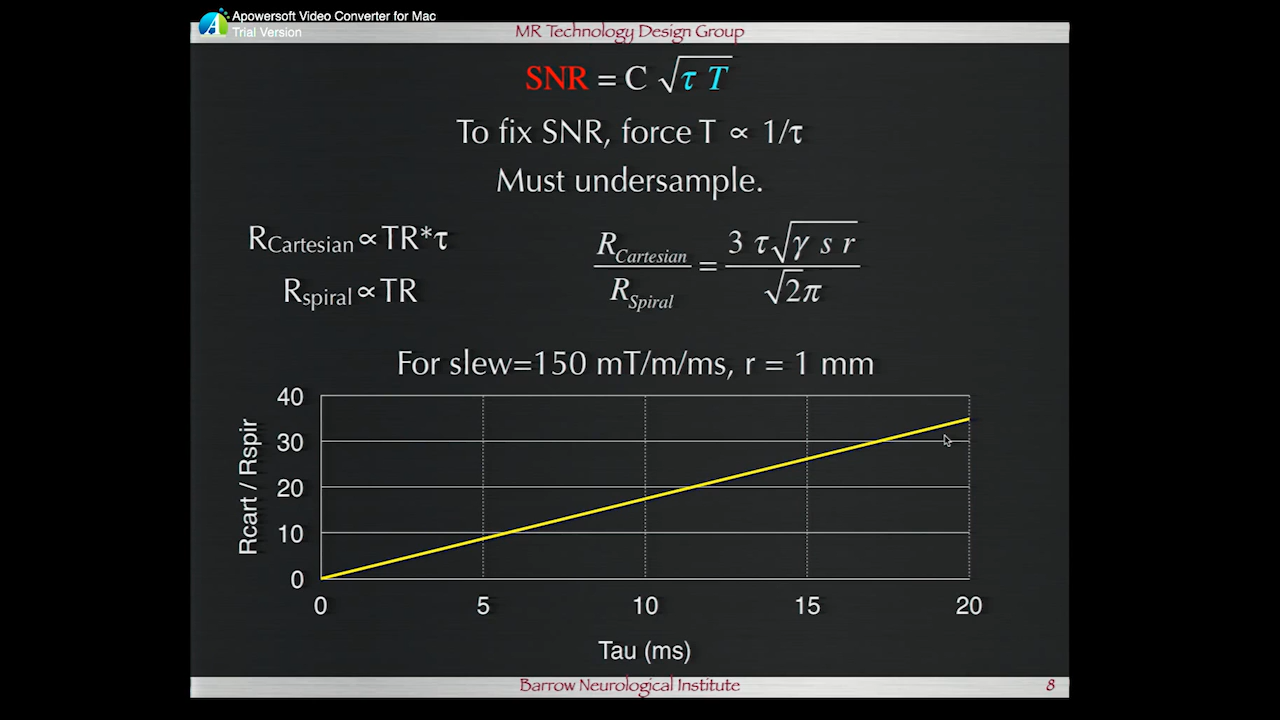 Apowersoft Video Converter for Mac
Trial Version
MR Technology Design Group
SNR = C √(τ T)
To fix SNR, force T ∝ 1/τ
Must undersample.
RCartesian ∝ TR*τ
Rspiral ∝ TR
RCartesian / RSpiral = 3 τ√(γ s r) / √2π
For slew=150 mT/m/ms, r = 1 mm
Rcart / Rspir
40
30
20
10
0
0 5 10 15 20
Tau (ms)
Barrow Neurological Institute 8